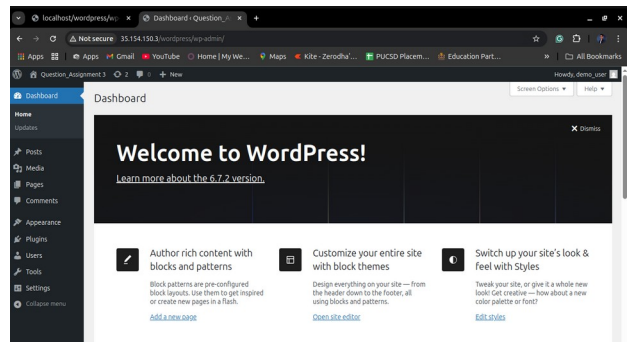 localhost/wordpress/wp
Dashboard ‹ Question_A
Not secure
35.154.150.3/wordpress/wp-admin/
Apps
Apps
Gmail
YouTube
Home | My We...
Maps
Kite - Zerodha'...
PUCSD Placem...
Education Part...
»
All Bookmarks
Question_Assignment 3
2
0
+ New
Howdy, demo_user
Dashboard
Home
Updates
Posts
Media
Pages
Comments
Appearance
Plugins
Users
Tools
Settings
Collapse menu
Dashboard
Screen Options ▼
Help ▼
Dismiss
Welcome to WordPress!
Learn more about the 6.7.2 version.
Author rich content with
blocks and patterns
Block patterns are pre-configured
block layouts. Use them to get inspired
or create new pages in a flash.
Add a new page
Customize your entire site
with block themes
Design everything on your site — from
the header down to the footer, all
using blocks and patterns.
Open site editor
Switch up your site's look &
feel with Styles
Tweak your site, or give it a whole new
look! Get creative — how about a new
color palette or font?
Edit styles